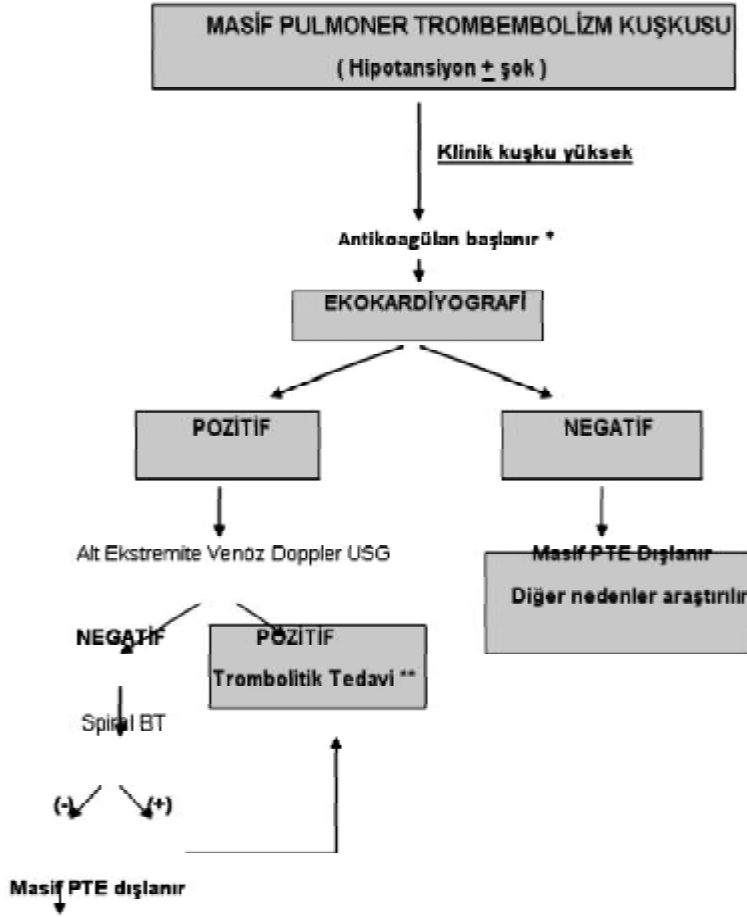 MASİF PULMONER TROMBEMBOLİZM KUŞKUSU
( Hipotansiyon ± şok )
Klinik kuşku yüksek
Antikoagülan başlanır *
EKOKARDİYOGRAFİ
POZİTİF
NEGATİF
Alt Ekstremite Venöz Doppler USG
Masif PTE Dışlanır
Diğer nedenler araştırılır
NEGATİF
POZİTİF
Trombolitik Tedavi **
Spiral BT
(-)
(+)
Masif PTE dışlanır